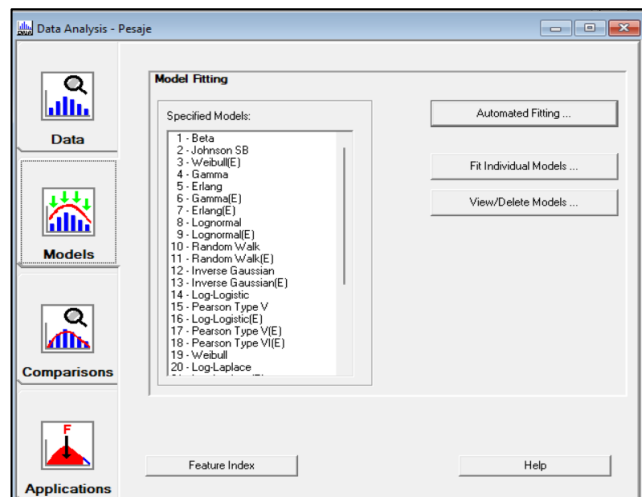 Data Analysis - Pesaje
Data
Models
Comparisons
F
Applications
Model Fitting
Specified Models:
1 - Beta
2 - Johnson SB
3 - Weibull(E)
4 - Gamma
5 - Erlang
6 - Gamma(E)
7 - Erlang(E)
8 - Lognormal
9 - Lognormal(E)
10 - Random Walk
11 - Random Walk(E)
12 - Inverse Gaussian
13 - Inverse Gaussian(E)
14 - Log-Logistic
15 - Pearson Type V
16 - Log-Logistic(E)
17 - Pearson Type V(E)
18 - Pearson Type VI(E)
19 - Weibull
20 - Log-Laplace
Automated Fitting ...
Fit Individual Models ...
View/Delete Models ...
Feature Index
Help